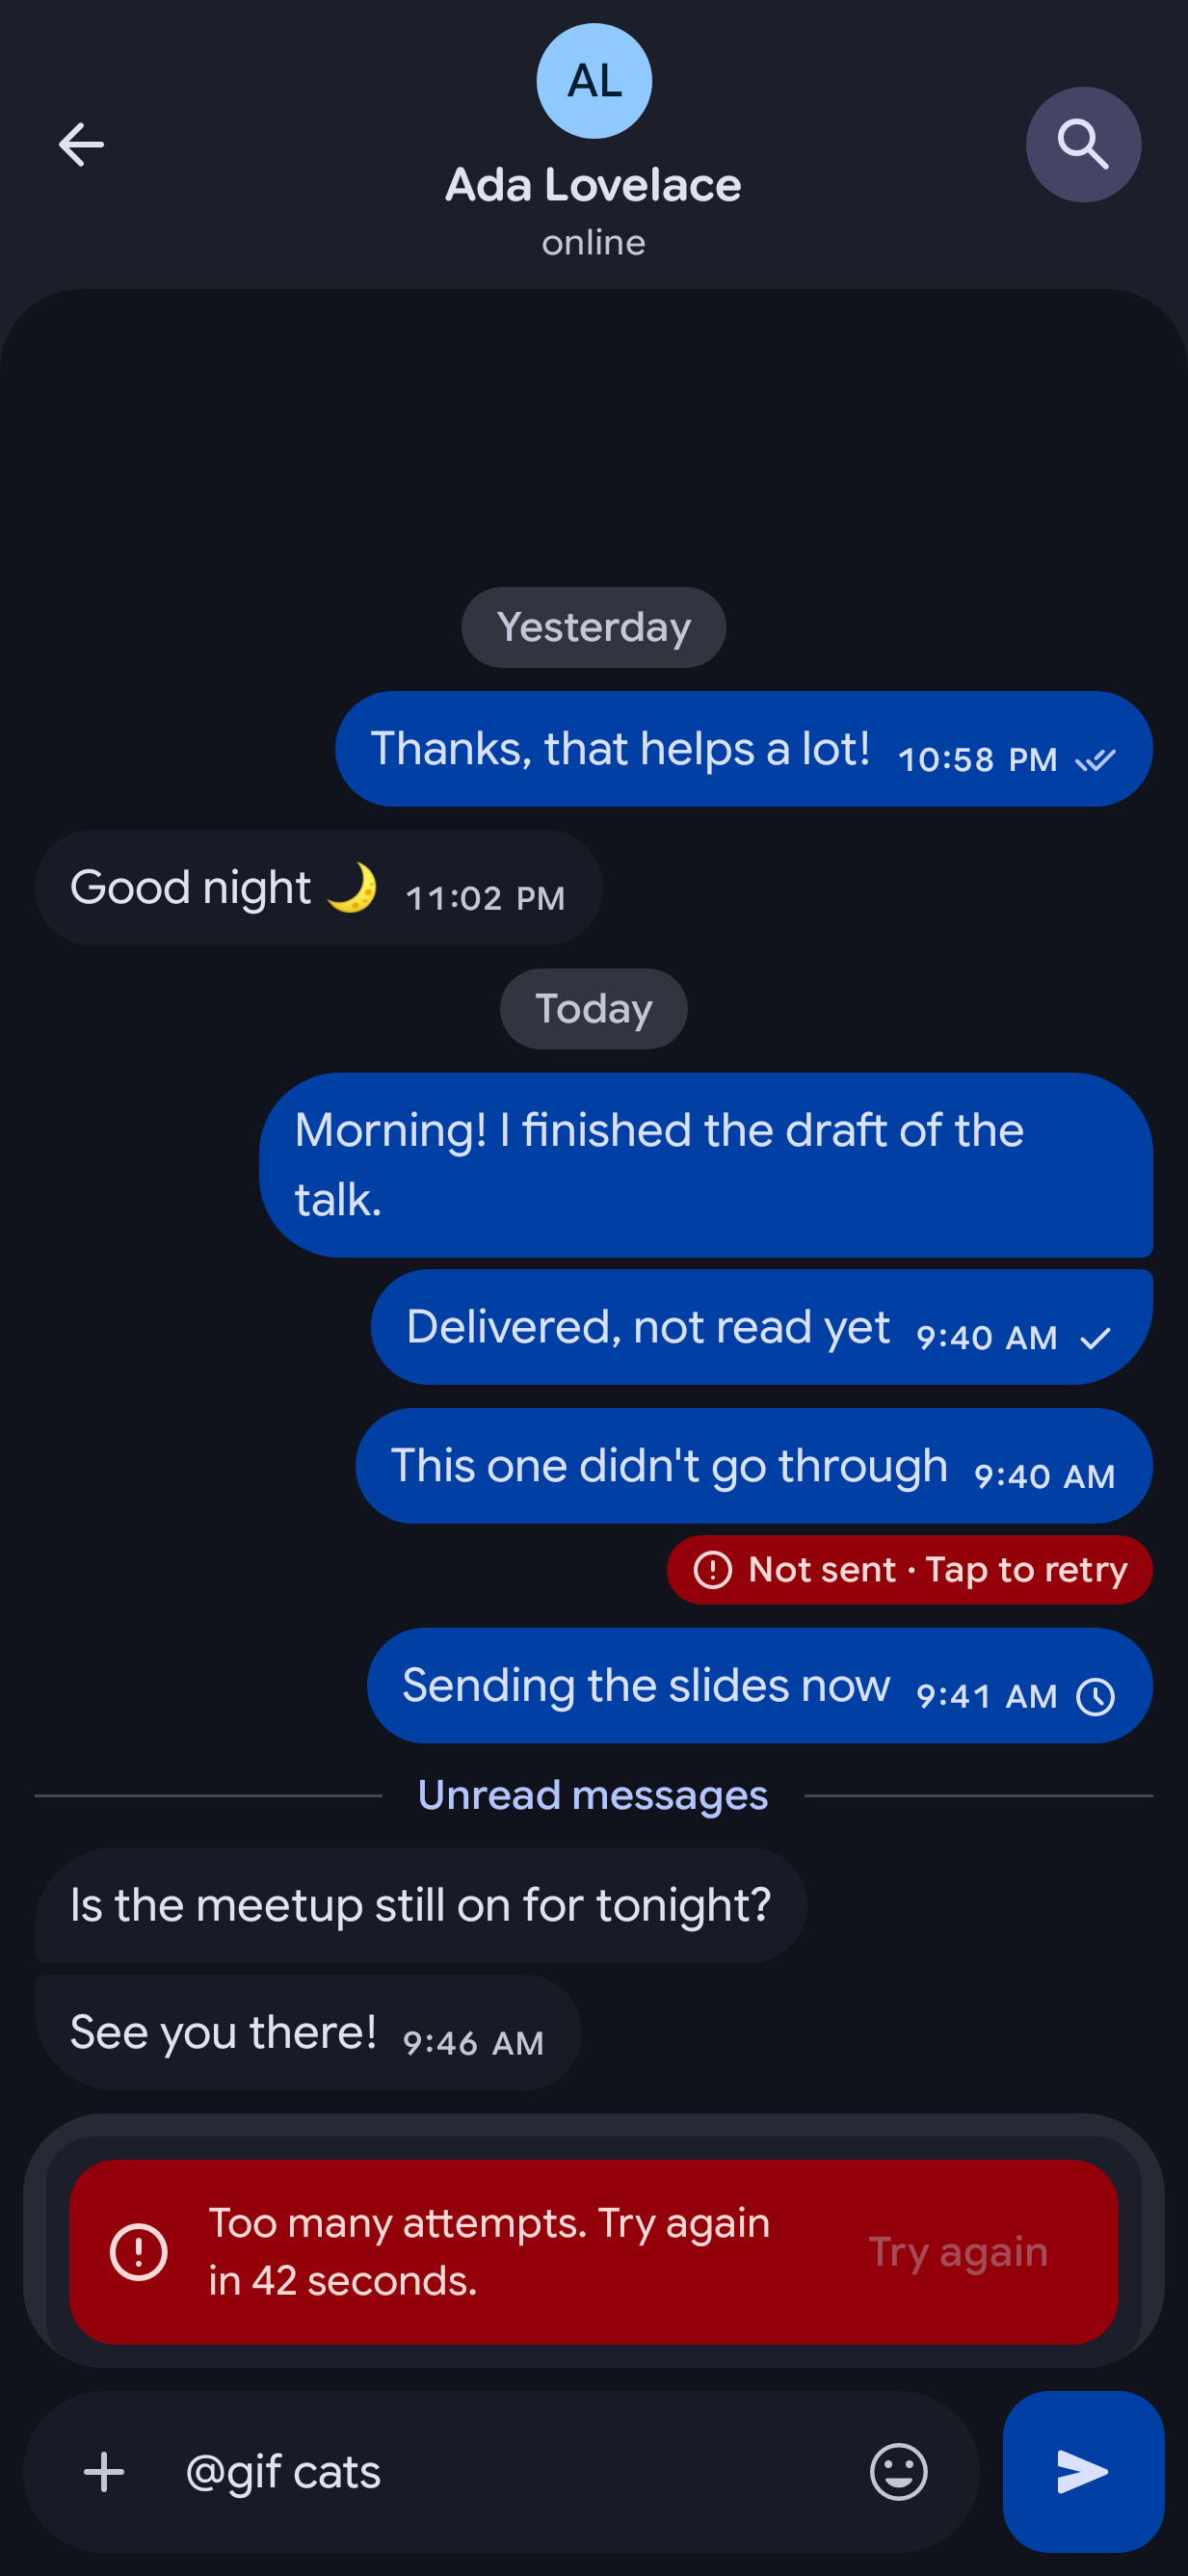 AL
Ada Lovelace
online
Yesterday
Thanks, that helps a lot! 10:58 PM
Good night 🌙 11:02 PM
Today
Morning! I finished the draft of the
talk.
Delivered, not read yet 9:40 AM
This one didn't go through 9:40 AM
Not sent · Tap to retry
Sending the slides now 9:41 AM
Unread messages
Is the meetup still on for tonight?
See you there! 9:46 AM
Too many attempts. Try again
in 42 seconds.
Try again
@gif cats